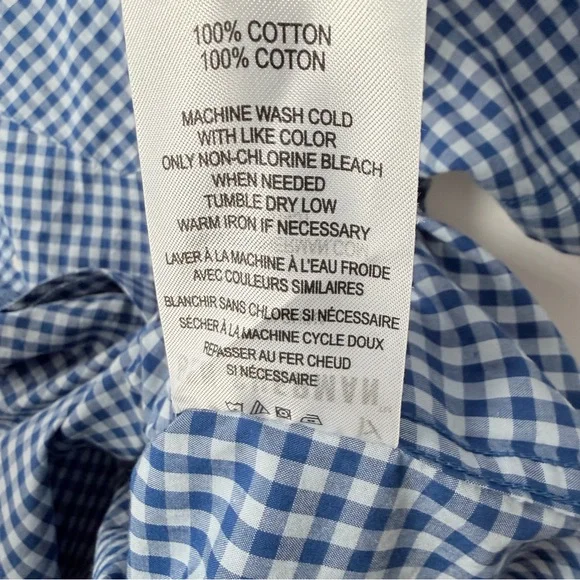 100% COTTON
100% COTON
MACHINE WASH COLD
WITH LIKE COLOR
ONLY NON-CHLORINE BLEACH
WHEN NEEDED
TUMBLE DRY LOW
WARM IRON IF NECESSARY
LAVER À LA MACHINE À L'EAU FROIDE
AVEC COULEURS SIMILAIRES
BLANCHIR SANS CHLORE SI NÉCESSAIRE
SÉCHER À LA MACHINE CYCLE DOUX
REPASSER AU FER CHEUD
SI NÉCESSAIRE